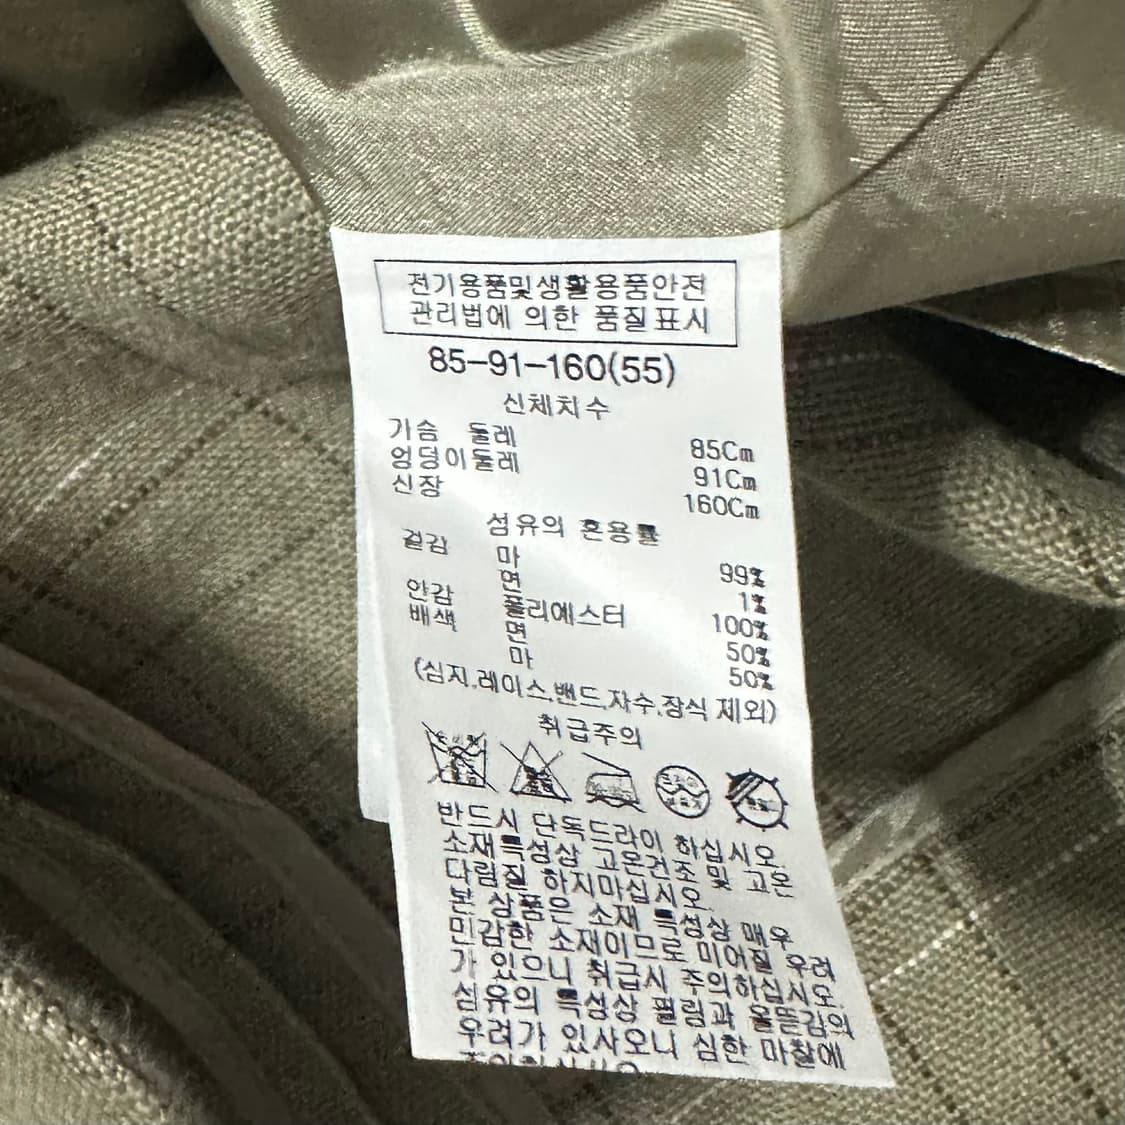 전기용품및생활용품안전
관리법에 의한 품질표시
85-91-160(55)
신체치수
가슴 둘레 85Cm
엉덩이둘레 91Cm
신장 160Cm
섬유의 혼용률
겉감 마 99%
면 1%
안감 폴리에스터 100%
배색 면 50%
마 50%
(심지,레이스,밴드,자수,장식 제외)
취급주의
반드시 단독드라이 하십시오.
소재특성상 고온건조 및 고온
다림질 하지마십시오.
본 상품은 소재 특성상 매우
민감한 소재이므로 미어질 우려
가 있으니 취급시 주의하십시오.
섬유의 특성상 필링과 올뜯김의
우려가 있사오니 심한 마찰에